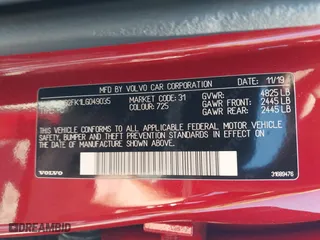 MFD BY VOLVO CAR CORPORATION
MARKET CODE: 31
COLOUR: 725
DATE: 11/19
GVWR: 4825 LB
GAWR FRONT: 2445 LB
GAWR REAR: 2445 LB
THIS VEHICLE CONFORMS TO ALL APPLICABLE FEDERAL MOTOR VEHICLE
SAFETY, BUMPER, AND THEFT PREVENTION STANDARDS IN EFFECT ON THE
DATE OF MANUFACTURE SHOWN ABOVE.
VOLVO
31689476
DREAMBID